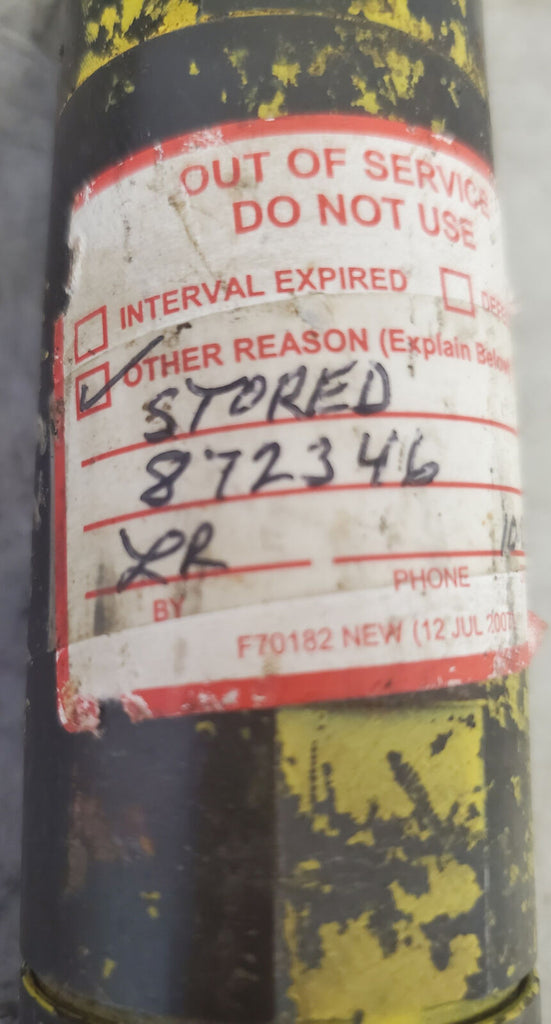 OUT OF SERVICE
DO NOT USE
INTERVAL EXPIRED
OTHER REASON (Explain Below
STORED
872346
LR
BY PHONE
F70182 NEW (12 JUL 2007)